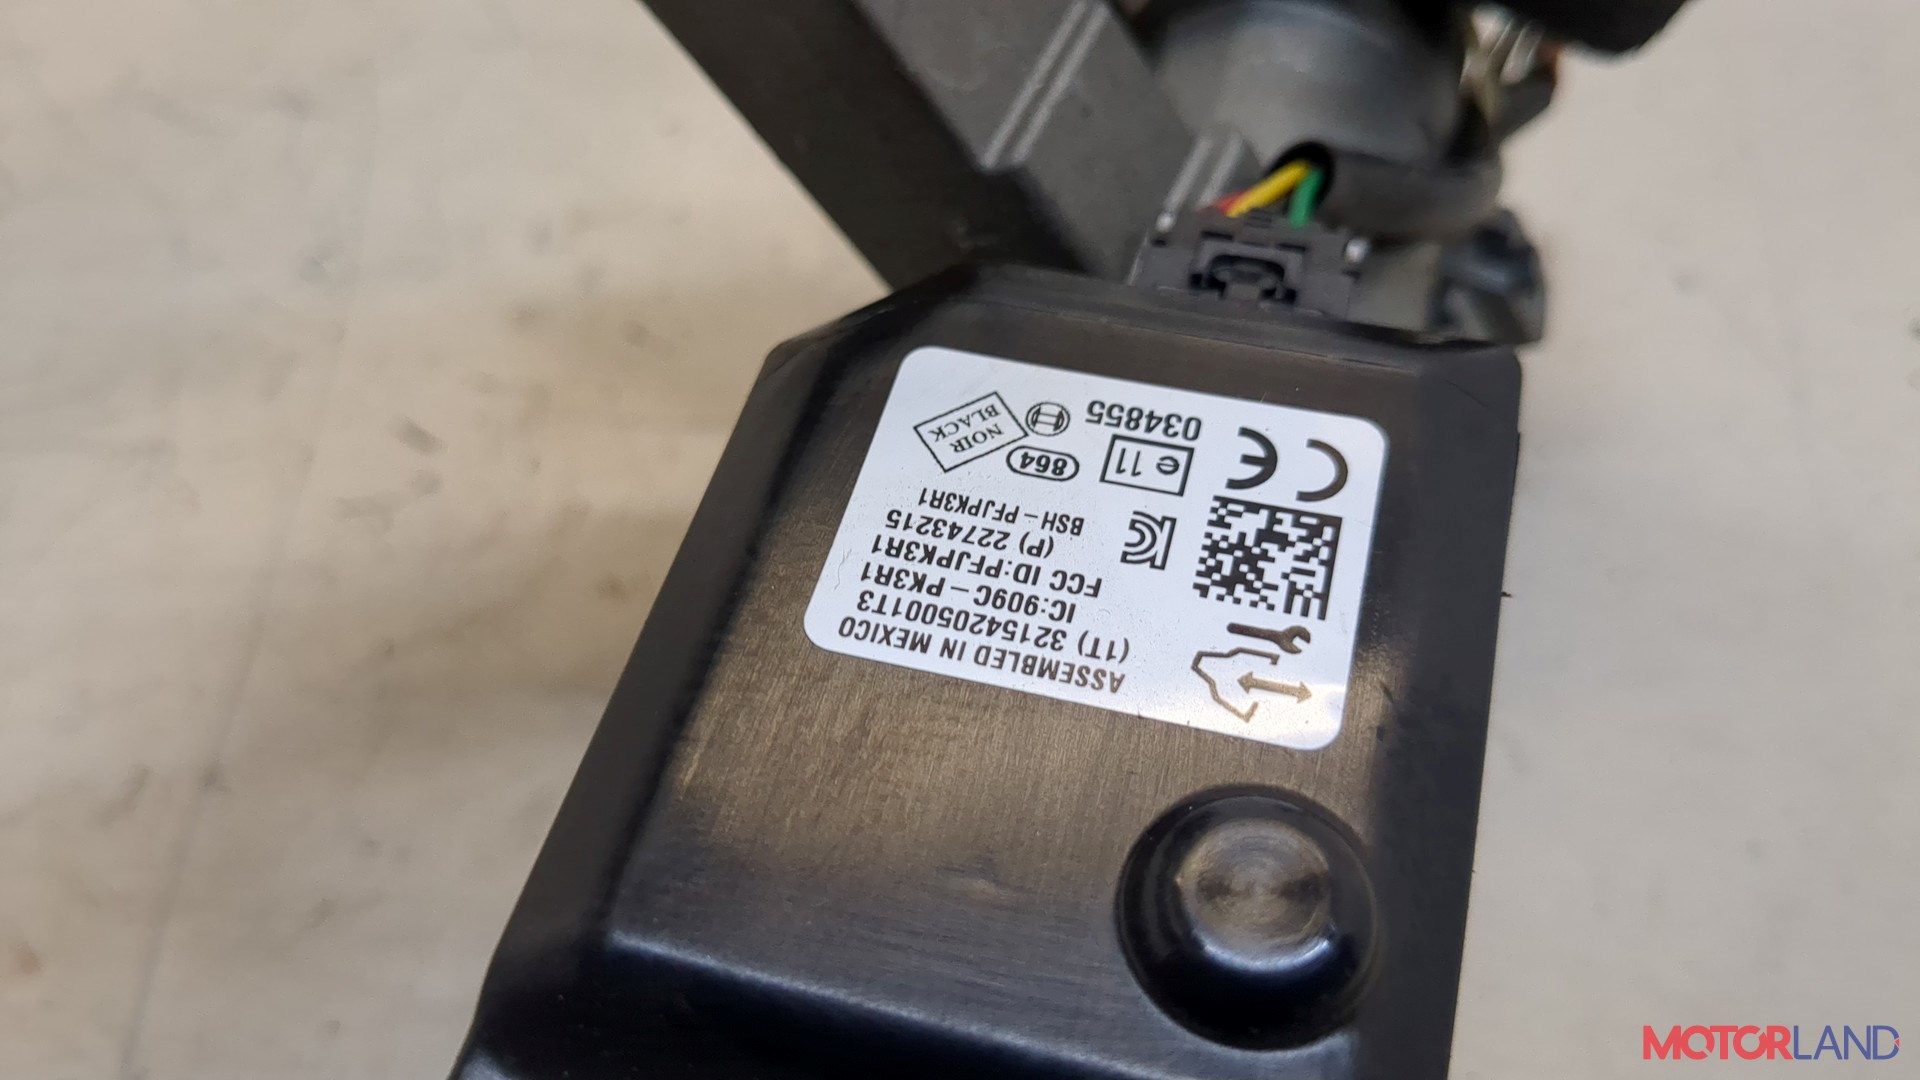 ASSEMBLED IN MEXICO
(1T) 32154205001T3
IC:909C-PK3R1
FCC ID:PFJPK3R1
(P) 22743215
BSH-PFJPK3R1
864
NOIR
BLACK
e 11
034855
CE
MOTORLAND